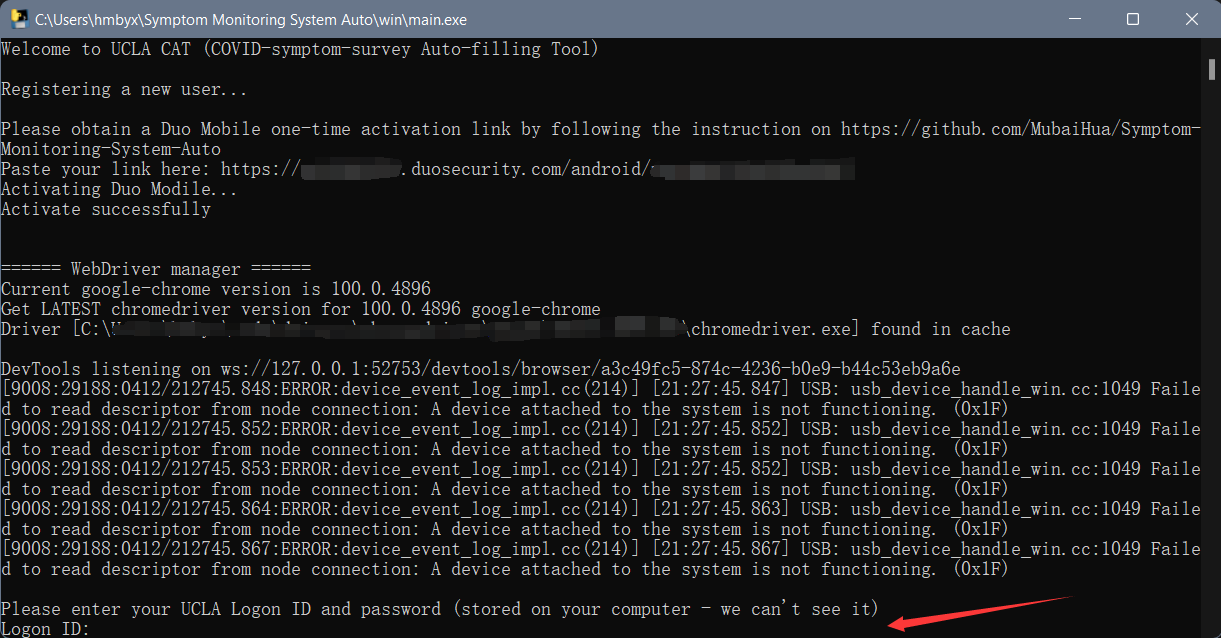 C:\Users\hmbyx\Symptom Monitoring System Auto\win\main.exe
Welcome to UCLA CAT (COVID-symptom-survey Auto-filling Tool)
Registering a new user...
Please obtain a Duo Mobile one-time activation link by following the instruction on https://github.com/MubaiHua/Symptom-
Monitoring-System-Auto
Paste your link here: https:// .duosecurity.com/android/
Activating Duo Modile...
Activate successfully
====== WebDriver manager ======
Current google-chrome version is 100.0.4896
Get LATEST chromedriver version for 100.0.4896 google-chrome
Driver [C:\ \chromedriver.exe] found in cache
DevTools listening on ws://127.0.0.1:52753/devtools/browser/a3c49fc5-874c-4236-b0e9-b44c53eb9a6e
[9008:29188:0412/212745.848:ERROR:device_event_log_impl.cc(214)] [21:27:45.847] USB: usb_device_handle_win.cc:1049 Faile
d to read descriptor from node connection: A device attached to the system is not functioning. (0x1F)
[9008:29188:0412/212745.852:ERROR:device_event_log_impl.cc(214)] [21:27:45.852] USB: usb_device_handle_win.cc:1049 Faile
d to read descriptor from node connection: A device attached to the system is not functioning. (0x1F)
[9008:29188:0412/212745.853:ERROR:device_event_log_impl.cc(214)] [21:27:45.852] USB: usb_device_handle_win.cc:1049 Faile
d to read descriptor from node connection: A device attached to the system is not functioning. (0x1F)
[9008:29188:0412/212745.864:ERROR:device_event_log_impl.cc(214)] [21:27:45.863] USB: usb_device_handle_win.cc:1049 Faile
d to read descriptor from node connection: A device attached to the system is not functioning. (0x1F)
[9008:29188:0412/212745.867:ERROR:device_event_log_impl.cc(214)] [21:27:45.867] USB: usb_device_handle_win.cc:1049 Faile
d to read descriptor from node connection: A device attached to the system is not functioning. (0x1F)
Please enter your UCLA Logon ID and password (stored on your computer - we can't see it)
Logon ID: